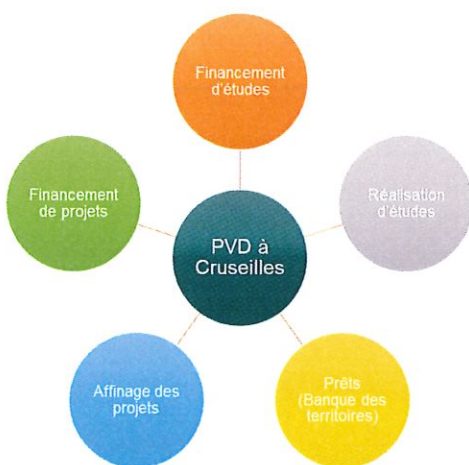 Financement
d'études
Financement
de projets
Réalisation
d'études
PVD à
Cruseilles
Affinage des
projets
Prêts
(Banque des
territoires)